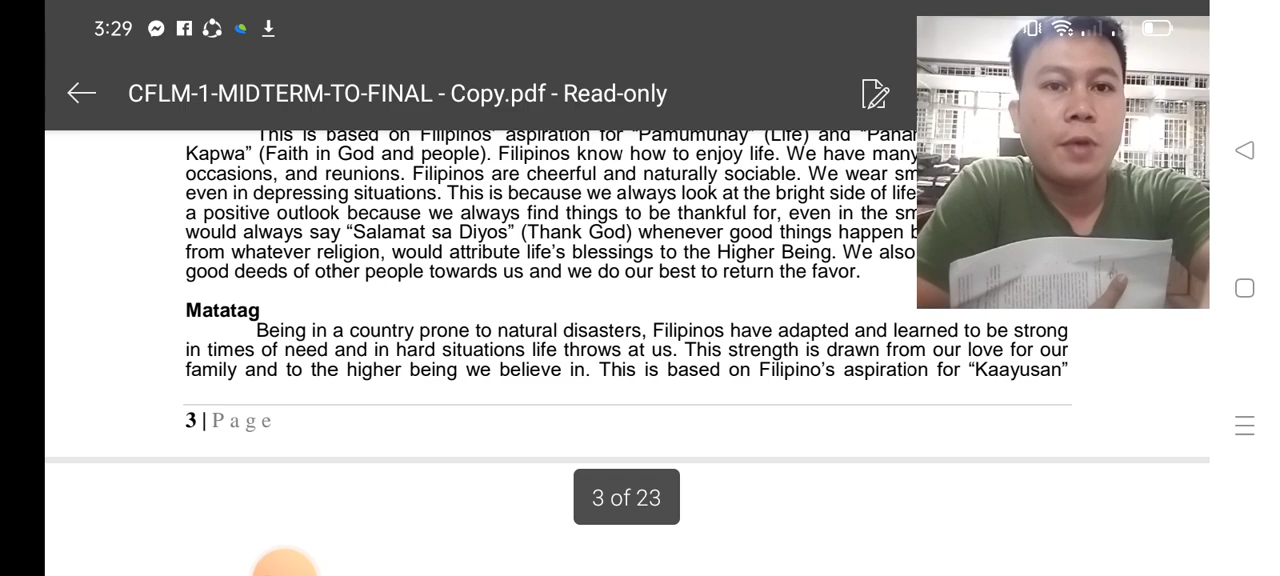 3:29
CFLM-1-MIDTERM-TO-FINAL - Copy.pdf - Read-only
This is based on Filipinos' aspiration for "Pamumuhay" (Life) and
Kapwa" (Faith in God and people). Filipinos know how to enjoy life. We have many
occasions, and reunions. Filipinos are cheerful and naturally sociable. We wear sm
even in depressing situations. This is because we always look at the bright side of life
a positive outlook because we always find things to be thankful for, even in the sm
would always say “Salamat sa Diyos” (Thank God) whenever good things happen b
from whatever religion, would attribute life’s blessings to the Higher Being. We also
good deeds of other people towards us and we do our best to return the favor.
Matatag
Being in a country prone to natural disasters, Filipinos have adapted and learned to be strong
in times of need and in hard situations life throws at us. This strength is drawn from our love for our
family and to the higher being we believe in. This is based on Filipino’s aspiration for “Kaayusan”
3 | Page
3 of 23